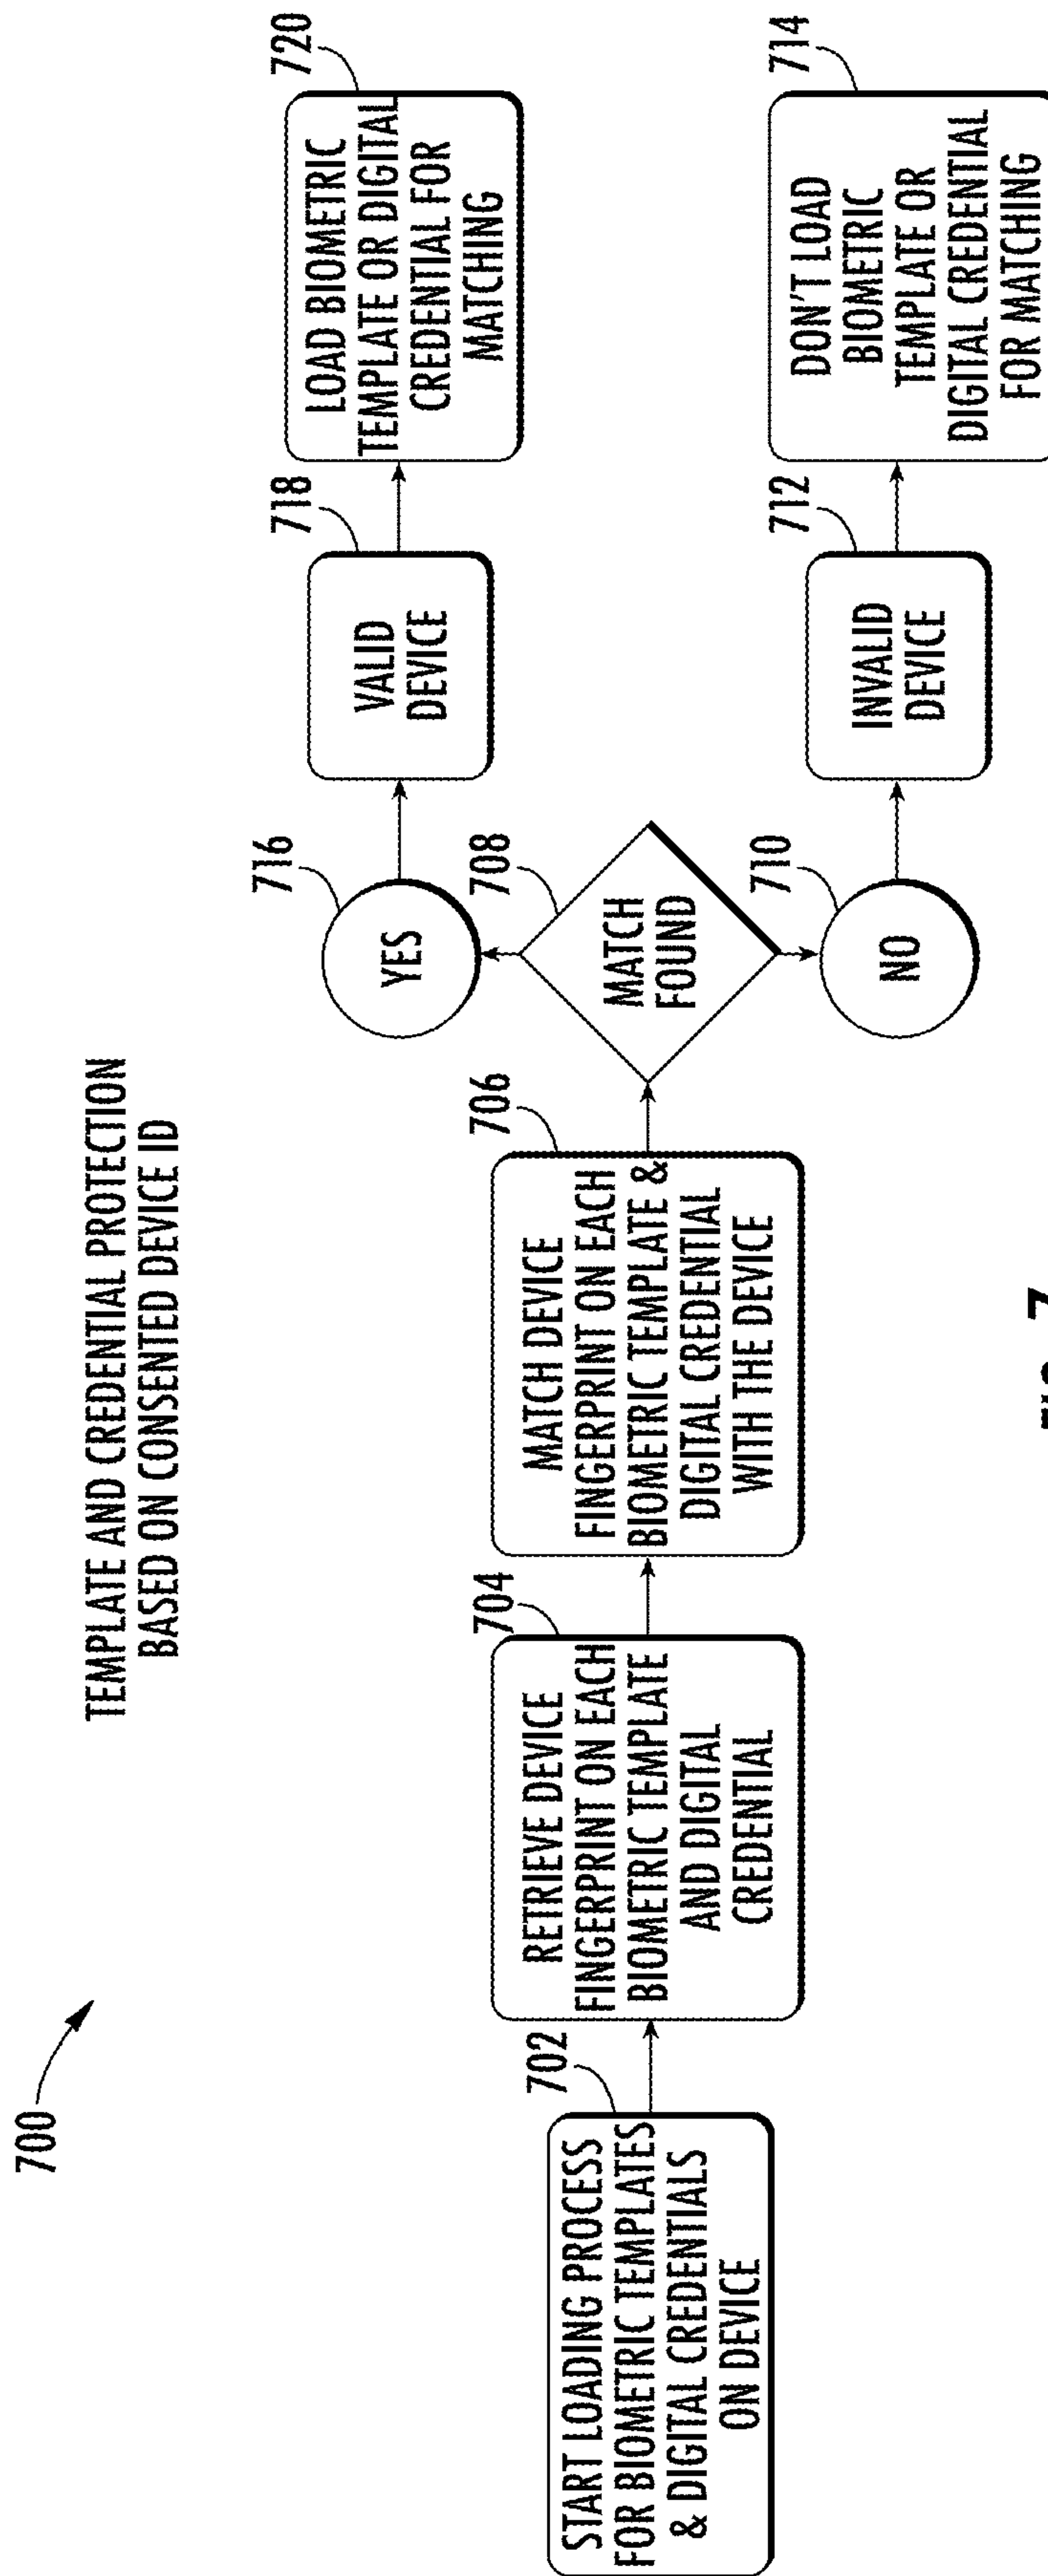 700
TEMPLATE AND CREDENTIAL PROTECTION
BASED ON CONSENTED DEVICE ID
702
START LOADING PROCESS
FOR BIOMETRIC TEMPLATES
& DIGITAL CREDENTIALS
ON DEVICE
704
RETRIEVE DEVICE
FINGERPRINT ON EACH
BIOMETRIC TEMPLATE
AND DIGITAL
CREDENTIAL
706
MATCH DEVICE
FINGERPRINT ON EACH
BIOMETRIC TEMPLATE &
DIGITAL CREDENTIAL
WITH THE DEVICE
708
MATCH
FOUND
716
YES
718
VALID
DEVICE
720
LOAD BIOMETRIC
TEMPLATE OR DIGITAL
CREDENTIAL FOR
MATCHING
710
NO
712
INVALID
DEVICE
714
DON'T LOAD
BIOMETRIC
TEMPLATE OR
DIGITAL CREDENTIAL
FOR MATCHING